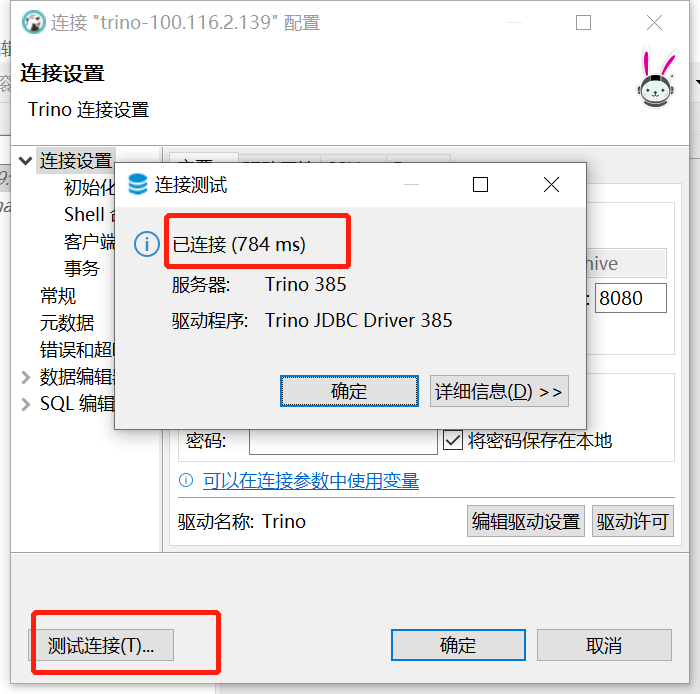 连接 "trino-100.116.2.139" 配置
连接设置
Trino 连接设置
连接设置
初始化
Shell
客户端
事务
常规
元数据
错误和超
数据编辑
SQL 编辑
连接测试
已连接 (784 ms)
服务器: Trino 385
驱动程序: Trino JDBC Driver 385
确定
详细信息(D) >>
hive
: 8080
密码:
将密码保存在本地
可以在连接参数中使用变量
驱动名称: Trino
编辑驱动设置
驱动许可
测试连接(T)...
确定
取消